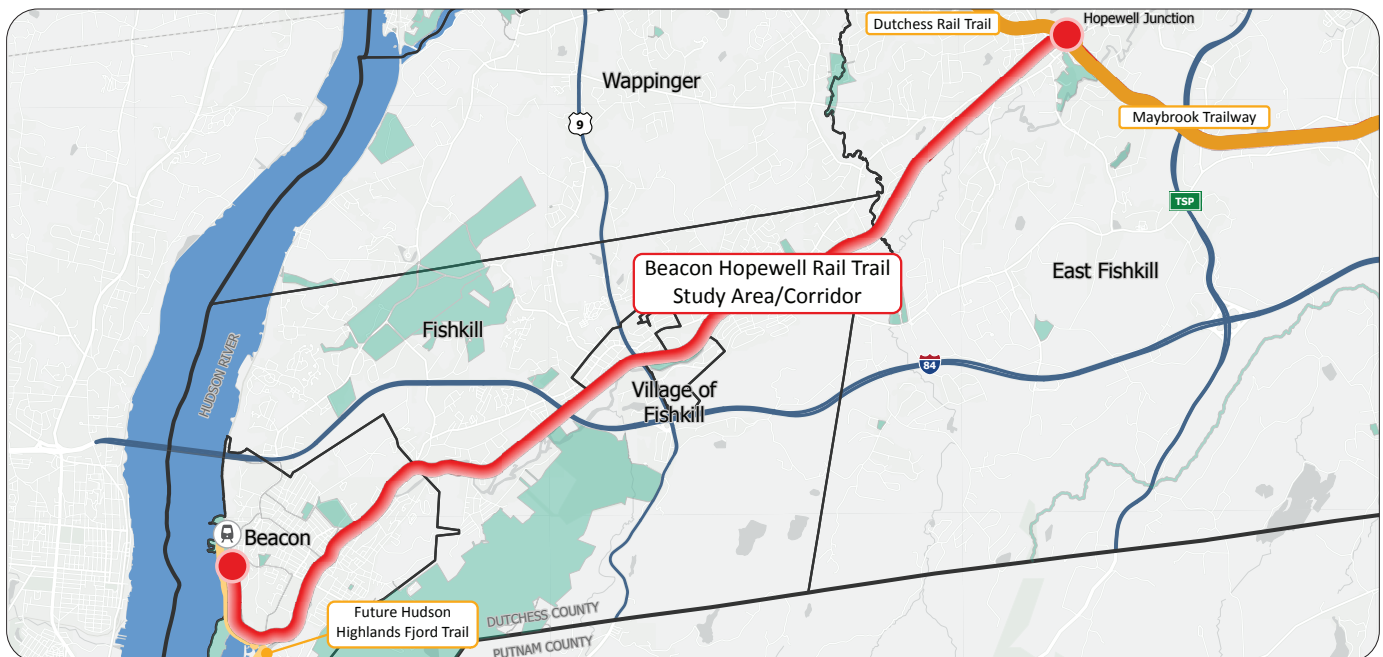 Dutchess Rail Trail
Hopewell Junction
Wappinger
9
Maybrook Trailway
TSP
Beacon Hopewell Rail Trail
Study Area/Corridor
East Fishkill
Fishkill
HUDSON RIVER
84
Village of
Fishkill
Beacon
Future Hudson
Highlands Fjord Trail
DUTCHESS COUNTY
PUTNAM COUNTY